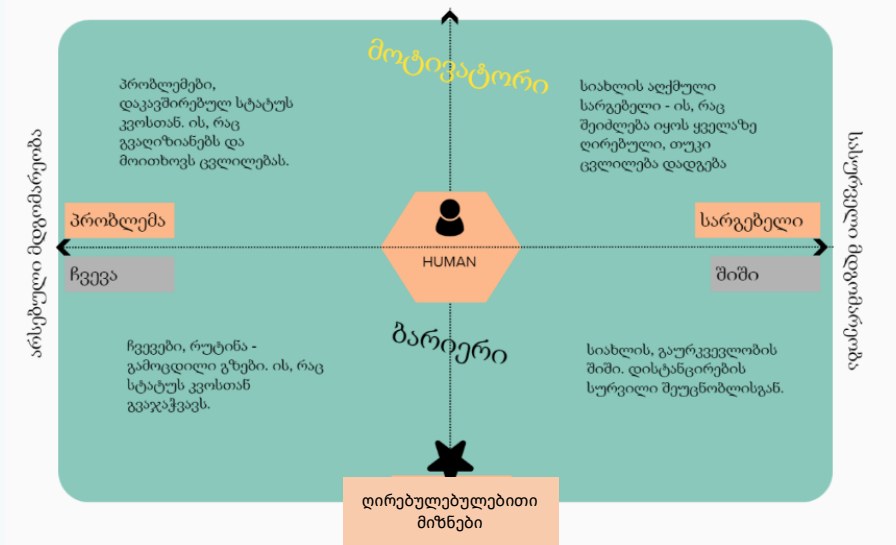 მოტივატორი
პრობლემები,
დაკავშირებულ სტატუს
კვოსთან. ის, რაც
გვაღიზიანებს და
მოითხოვს ცვლილებას.
სიახლის აღქმული
სარგებელი - ის, რაც
შეიძლება იყოს ყველაზე
ღირებული, თუკი
ცვლილება დადგება
არსებული მდგომარეობა
სასურველი მდგომარეობა
პრობლემა
სარგებელი
HUMAN
ჩვევა
შიში
ბარიერი
ჩვევები, რუტინა -
გამოცდილი გზები. ის, რაც
სტატუს კვოსთან
გვაჯაჭვავს.
სიახლის, გაურკვევლობის
შიში. დისტანცირების
სურვილი შეუცნობლისგან.
ღირებულებულებითი
მიზნები